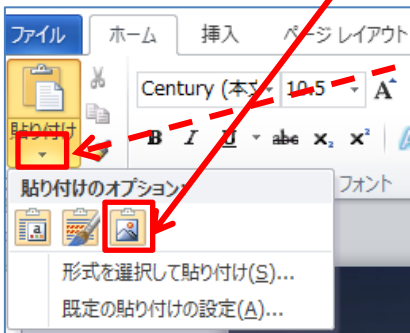 ファイル ホーム 挿入 ページ レイアウト
Century (本文 10.5 A
貼り付け B I U abc x₂ x² A
貼り付けのオプション: フォント
a
形式を選択して貼り付け(S)...
既定の貼り付けの設定(A)...